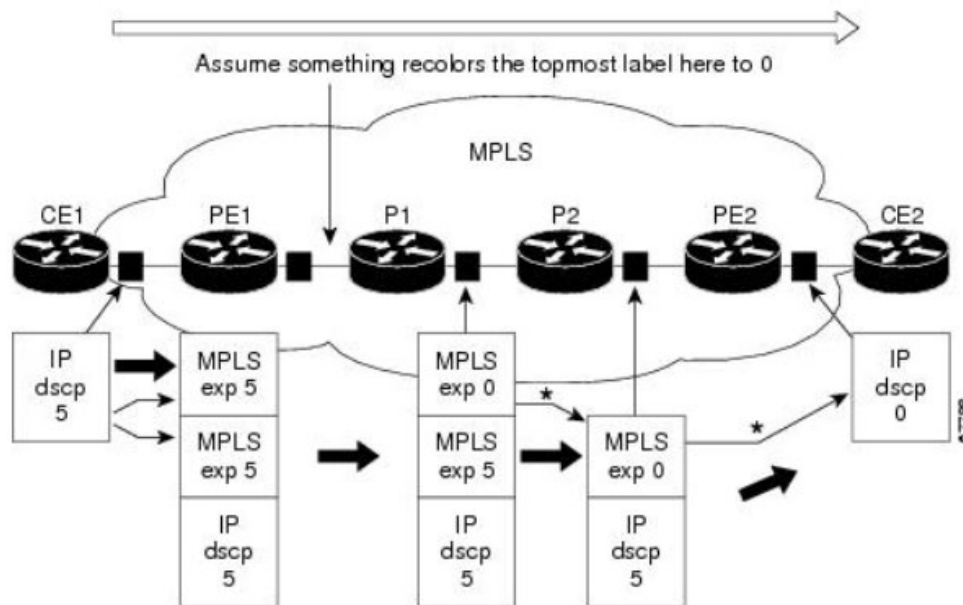 Assume something recolors the topmost label here to 0
MPLS
CE1
PE1
P1
P2
PE2
CE2
IP
dscp
5
MPLS
exp 5
MPLS
exp 5
IP
dscp
5
MPLS
exp 0
MPLS
exp 5
IP
dscp
5
*
MPLS
exp 0
IP
dscp
5
*
IP
dscp
0